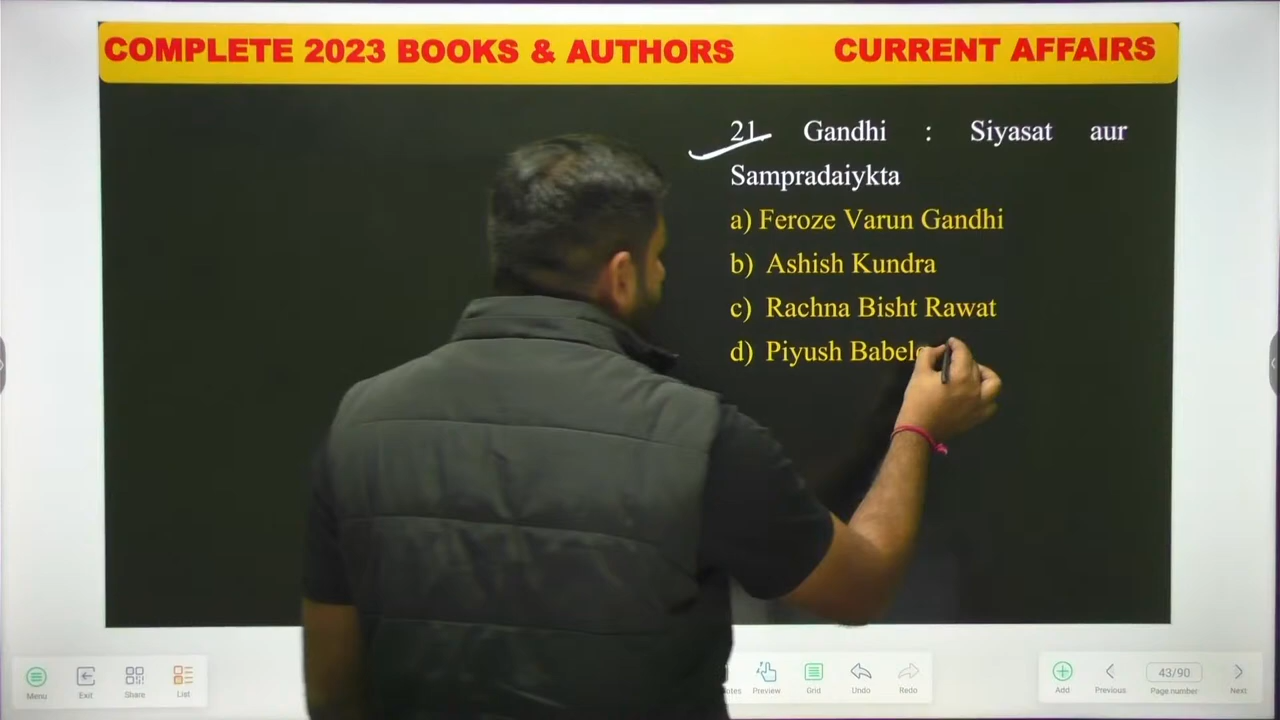 COMPLETE 2023 BOOKS & AUTHORS CURRENT AFFAIRS
21. Gandhi : Siyasat aur
Sampradaiykta
a) Feroze Varun Gandhi
b) Ashish Kundra
c) Rachna Bisht Rawat
d) Piyush
Menu Exit Share List Preview Grid Undo Redo Add Previous 43/90 Page number Next